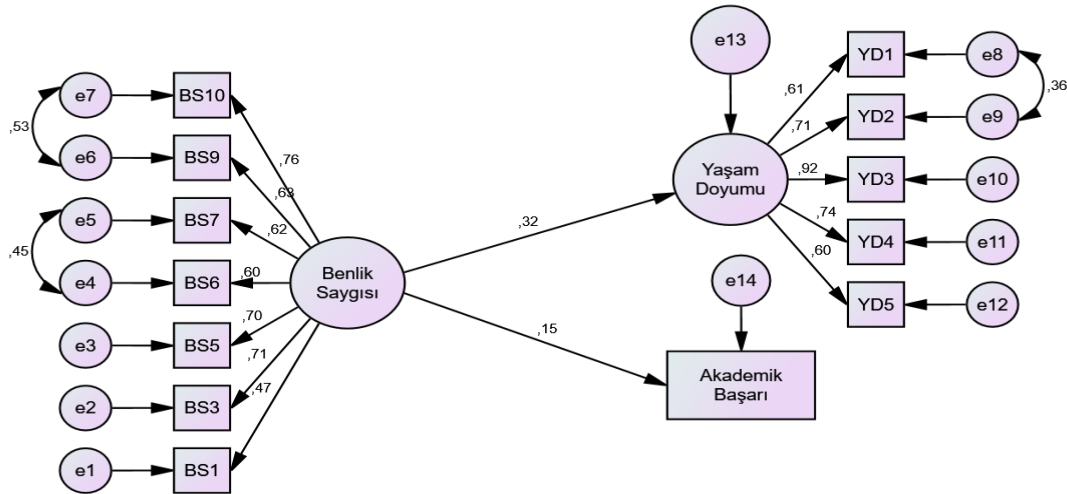 e13
e7
BS10
,53
e6
BS9
,76
,63
e5
BS7
,62
,45
e4
BS6
,60
e3
BS5
,70
e2
BS3
,71
e1
BS1
,47
Benlik
Saygısı
,32
,15
Yaşam
Doyumu
,61
YD1
e8
,36
,71
YD2
e9
,92
YD3
e10
,74
YD4
e11
,60
YD5
e12
e14
Akademik
Başarı